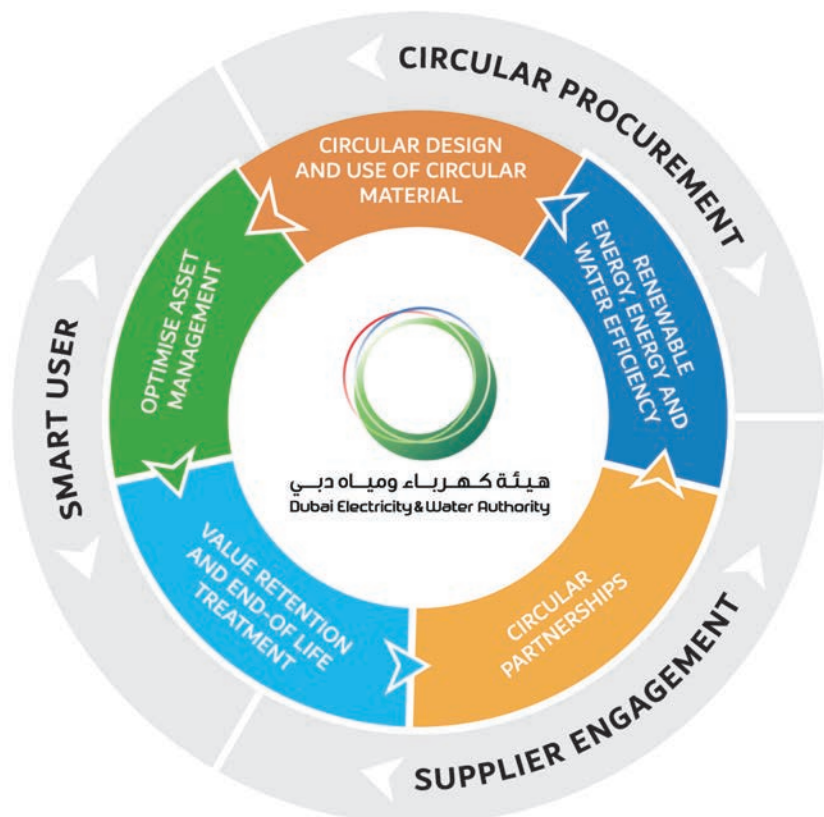 CIRCULAR PROCUREMENT
CIRCULAR DESIGN
AND USE OF CIRCULAR
MATERIAL
RENEWABLE
ENERGY, ENERGY AND
WATER EFFICIENCY
OPTIMISE ASSET
MANAGEMENT
SMART USER
هيئة كهرباء ومياه دبي
Dubai Electricity & Water Authority
VALUE RETENTION
AND END-OF LIFE
TREATMENT
CIRCULAR
PARTNERSHIPS
SUPPLIER ENGAGEMENT